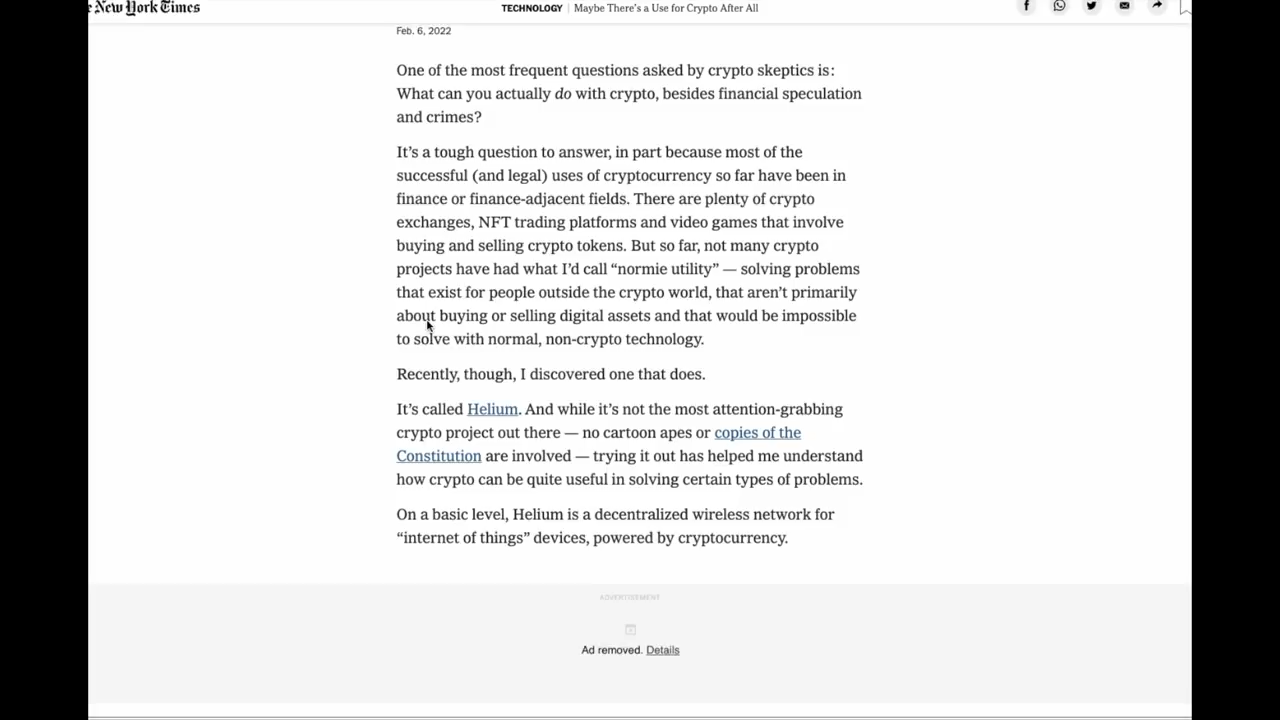 New York Times
TECHNOLOGY | Maybe There’s a Use for Crypto After All
Feb. 6, 2022
One of the most frequent questions asked by crypto skeptics is:
What can you actually do with crypto, besides financial speculation
and crimes?
It’s a tough question to answer, in part because most of the
successful (and legal) uses of cryptocurrency so far have been in
finance or finance-adjacent fields. There are plenty of crypto
exchanges, NFT trading platforms and video games that involve
buying and selling crypto tokens. But so far, not many crypto
projects have had what I’d call “normie utility” — solving problems
that exist for people outside the crypto world, that aren’t primarily
about buying or selling digital assets and that would be impossible
to solve with normal, non-crypto technology.
Recently, though, I discovered one that does.
It’s called Helium. And while it’s not the most attention-grabbing
crypto project out there — no cartoon apes or copies of the
Constitution are involved — trying it out has helped me understand
how crypto can be quite useful in solving certain types of problems.
On a basic level, Helium is a decentralized wireless network for
“internet of things” devices, powered by cryptocurrency.
ADVERTISEMENT
Ad removed. Details